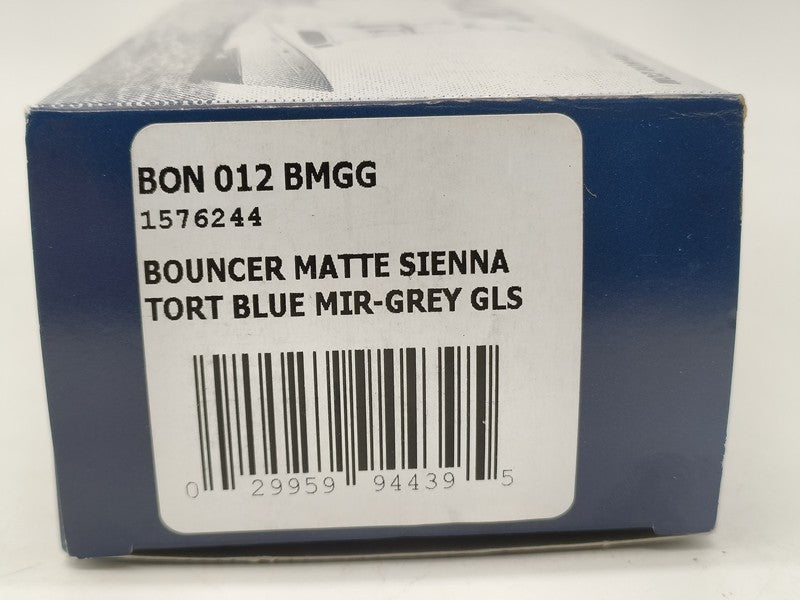 BON 012 BMGG
1576244
BOUNCER MATTE SIENNA
TORT BLUE MIR-GREY GLS
0 29959 94439 5